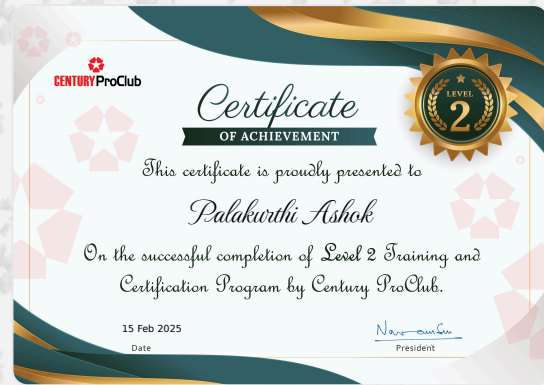 CENTURY ProClub
Certificate
OF ACHIEVEMENT
LEVEL
2
This certificate is proudly presented to
Palakurthi Ashok
On the successful completion of Level 2 Training and
Certification Program by Century ProClub.
15 Feb 2025
Date
President